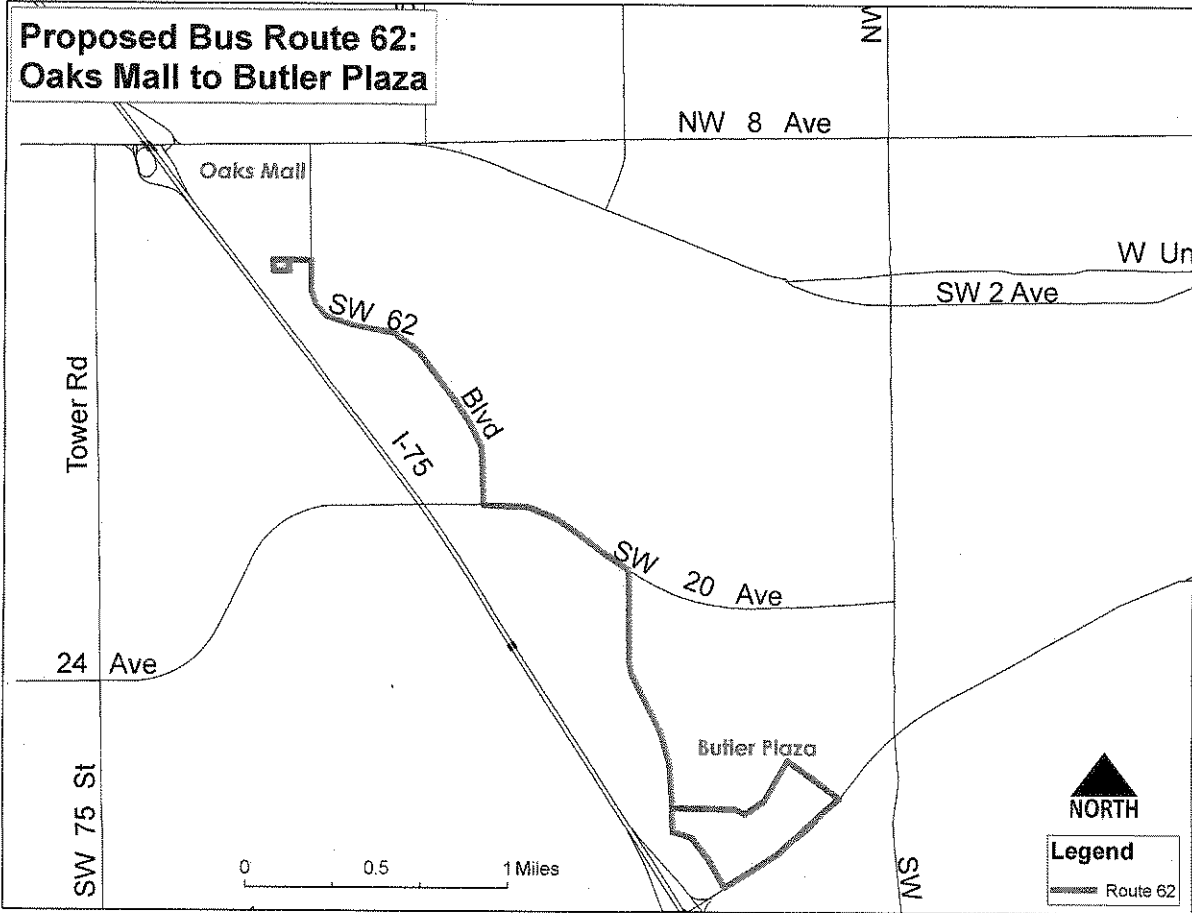 Proposed Bus Route 62:
Oaks Mall to Butler Plaza
NW
NW 8 Ave
Oaks Mall
W Un
SW 2 Ave
SW 62
Blvd
Tower Rd
I-75
SW 20 Ave
24 Ave
Butler Plaza
NORTH
SW 75 St
0 0.5 1 Miles
SW
Legend
Route 62